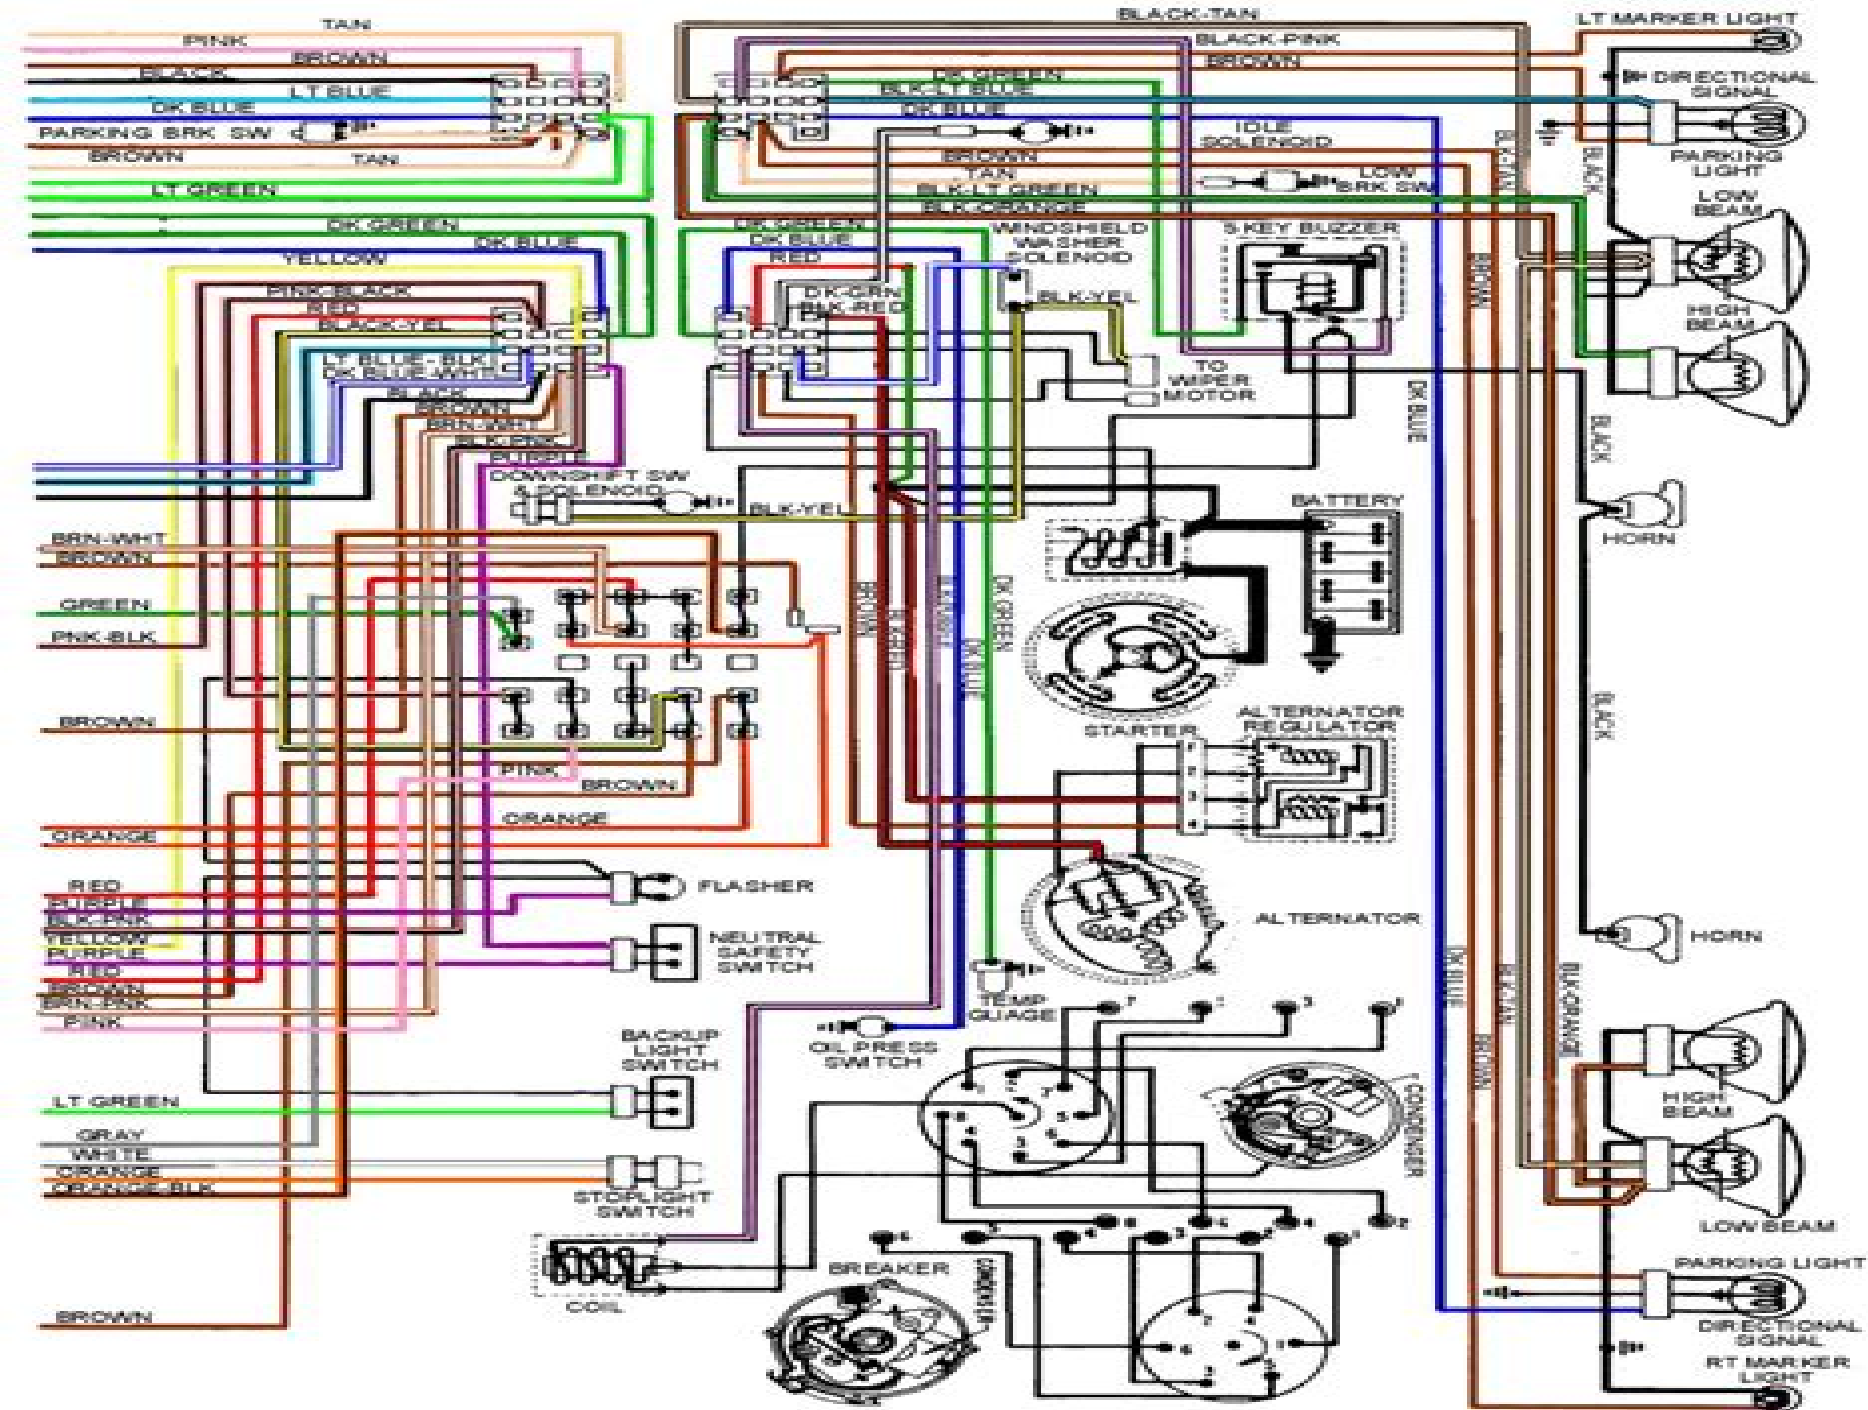 TAN
PINK
BROWN
BLACK
LT BLUE
DK BLUE
PARKING BRK SW
BROWN
TAN
LT GREEN
DK GREEN
DK BLUE
YELLOW
PINK-BLACK
RED
BLACK-YEL
LT BLUE-BLK
DK BLUE-WHT
BLACK
BROWN
BRN-WHT
BLK-PNK
PURPLE
DOWNSHIFT SW
& SOLENOID
BLK-YEL
BRN-WHT
BROWN
GREEN
PNK-BLK
BROWN
PINK
BROWN
ORANGE
ORANGE
RED
PURPLE
BLK-PNK
YELLOW
PURPLE
RED
BROWN
BRN-PNK
PINK
FLASHER
NEUTRAL
SAFETY
SWITCH
BACKUP
LIGHT
SWITCH
LT GREEN
GRAY
WHITE
ORANGE
ORANGE-BLK
STOPLIGHT
SWITCH
COIL
BROWN
BLACK-TAN
BLACK-PINK
BROWN
DK GREEN
BLK-LT BLUE
DK BLUE
IDLE
SOLENOID
BROWN
TAN
LOW
BRK SW
BLK-LT GREEN
BLK-ORANGE
DK GREEN
DK BLUE
RED
WINDSHIELD
WASHER
SOLENOID
DK-GRN
BLK-RED
BLK-YEL
S KEY BUZZER
TO
WIPER
MOTOR
BATTERY
STARTER
ALTERNATOR
REGULATOR
ALTERNATOR
BROWN
DK BLUE
DK GREEN
TEMP
GUAGE
OIL PRESS
SWITCH
CONDENSER
BREAKER
CONDENSER
LT MARKER LIGHT
DIRECTIONAL
SIGNAL
PARKING
LIGHT
LOW
BEAM
HIGH
BEAM
BLK-TAN
BLACK
BROWN
DK BLUE
BLACK
HORN
BLACK
HORN
DK BLUE
BLK-TAN
BLK-ORANGE
BROWN
HIGH
BEAM
LOW BEAM
PARKING LIGHT
DIRECTIONAL
SIGNAL
RT MARKER
LIGHT